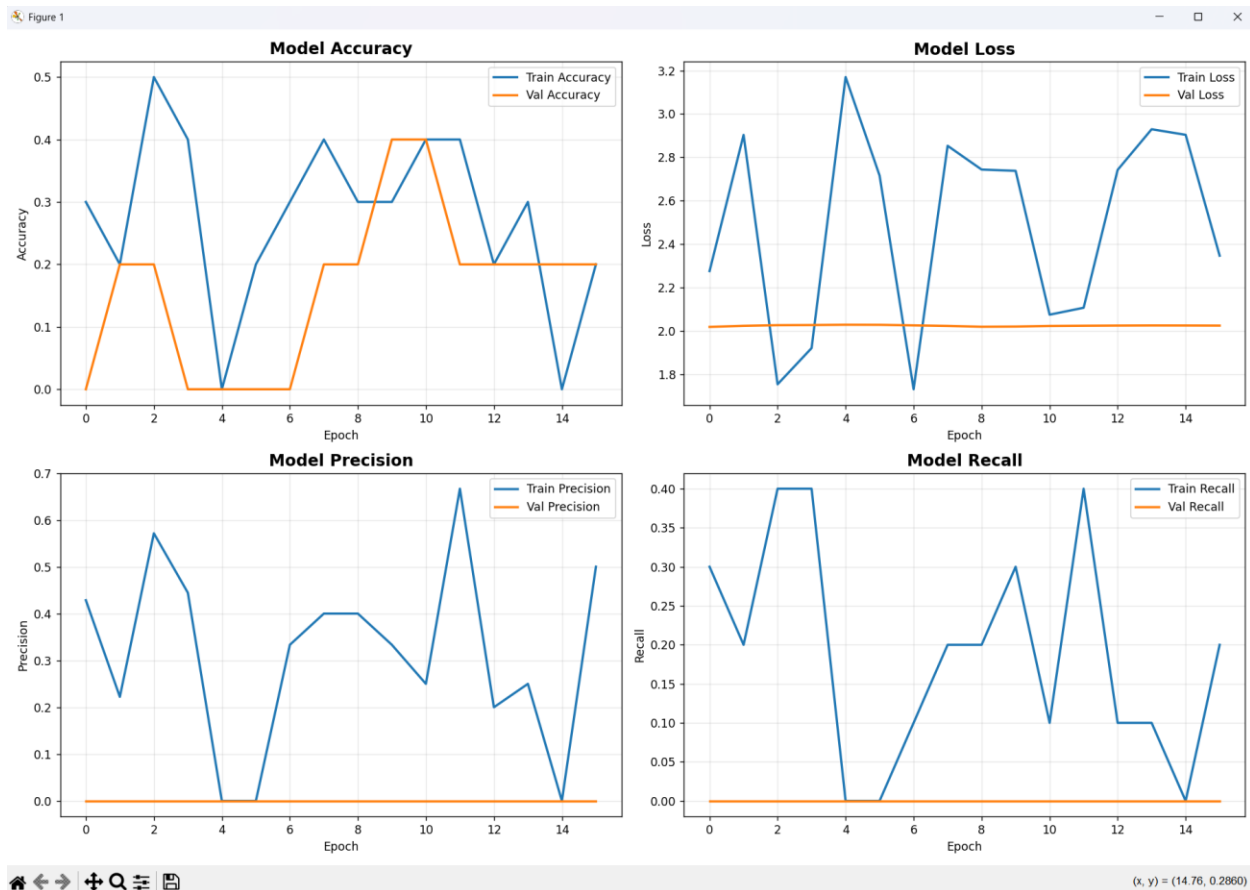 Figure 1
Model Accuracy
Train Accuracy
Val Accuracy
0.5
0.4
0.3
0.2
0.1
0.0
Accuracy
0 2 4 6 8 10 12 14
Epoch
Model Loss
Train Loss
Val Loss
3.2
3.0
2.8
2.6
2.4
2.2
2.0
1.8
Loss
0 2 4 6 8 10 12 14
Epoch
Model Precision
Train Precision
Val Precision
0.7
0.6
0.5
0.4
0.3
0.2
0.1
0.0
Precision
0 2 4 6 8 10 12 14
Epoch
Model Recall
Train Recall
Val Recall
0.40
0.35
0.30
0.25
0.20
0.15
0.10
0.05
0.00
Recall
0 2 4 6 8 10 12 14
Epoch
(x, y) = (14.76, 0.2860)